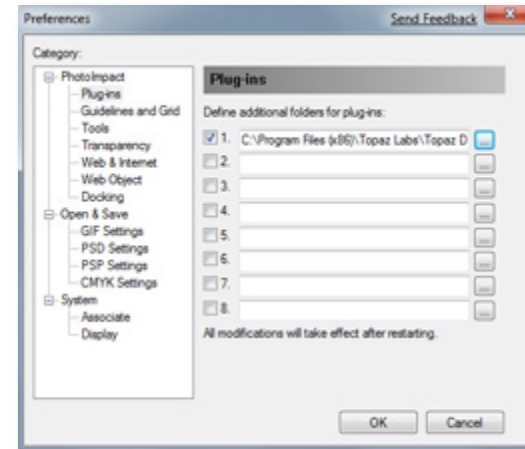 Preferences
Send Feedback
Category:
PhotoImpact
Plug-ins
Guidelines and Grid
Tools
Transparency
Web & Internet
Web Object
Docking
Open & Save
GIF Settings
PSD Settings
PSP Settings
CMYK Settings
System
Associate
Display
Plug-ins
Define additional folders for plug-ins:
1. C:\Program Files (x86)\Topaz Labs\Topaz D ...
2. ...
3. ...
4. ...
5. ...
6. ...
7. ...
8. ...
All modifications will take effect after restarting.
OK Cancel